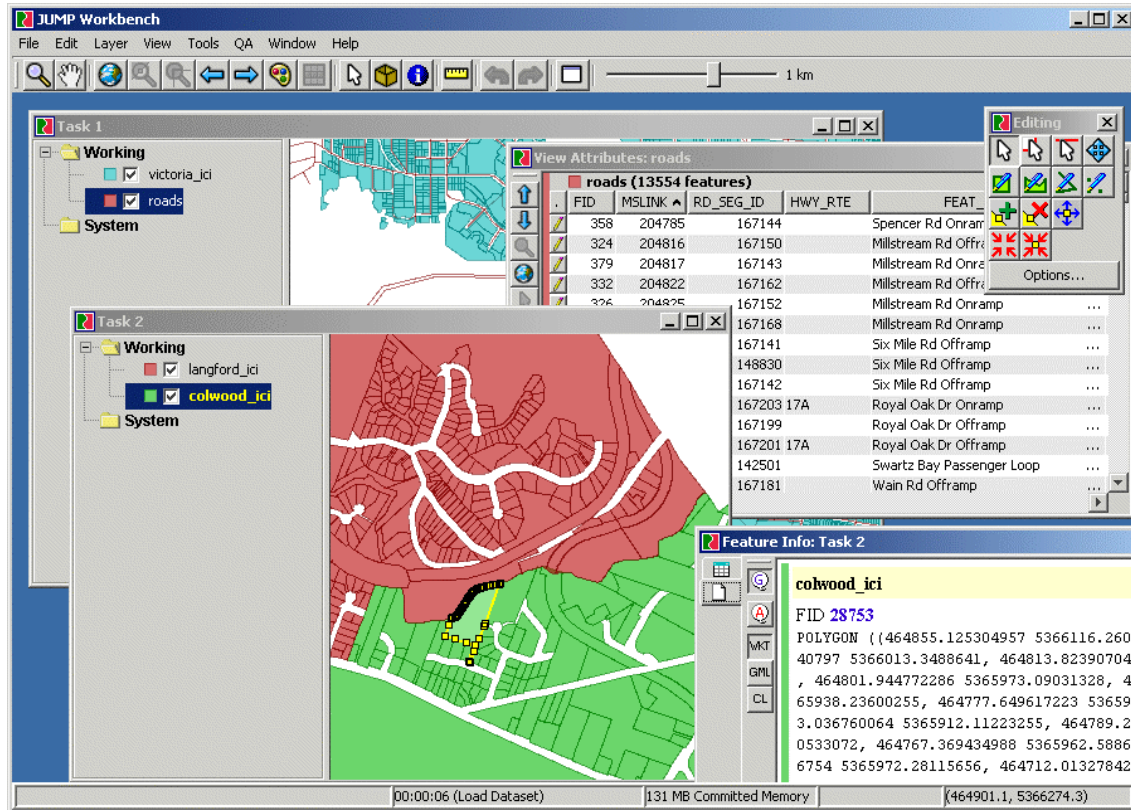 JUMP Workbench
File Edit Layer View Tools QA Window Help
1 km
Task 1
Working
victoria_ici
roads
System
View Attributes: roads
roads (13554 features)
. FID MSLINK RD_SEG_ID HWY_RTE FEAT_
358 204785 167144 Spencer Rd Onram
324 204816 167150 Millstream Rd Offra
379 204817 167143 Millstream Rd Offra
332 204822 167162 Millstream Rd Offra
326 204825 167152 Millstream Rd Onramp ...
167168 Millstream Rd Onramp ...
167141 Six Mile Rd Offramp ...
148830 Six Mile Rd Offramp ...
167142 Six Mile Rd Offramp ...
167203 17A Royal Oak Dr Onramp ...
167199 Royal Oak Dr Offramp ...
167201 17A Royal Oak Dr Offramp ...
142501 Swartz Bay Passenger Loop ...
167181 Wain Rd Offramp ...
Editing
Options...
Task 2
Working
langford_ici
colwood_ici
System
Feature Info: Task 2
G
A
WKT
GML
CL
colwood_ici
FID 28753
POLYGON ((464855.125304957 5366116.260
40797 5366013.3488641, 464813.82390704
, 464801.944772286 5365973.09031328, 4
65938.23600255, 464777.649617223 53659
3.036760064 5365912.11223255, 464789.2
0533072, 464767.369434988 5365962.5886
6754 5365972.28115656, 464712.01327842
00:00:06 (Load Dataset) 131 MB Committed Memory (464901.1, 5366274.3)